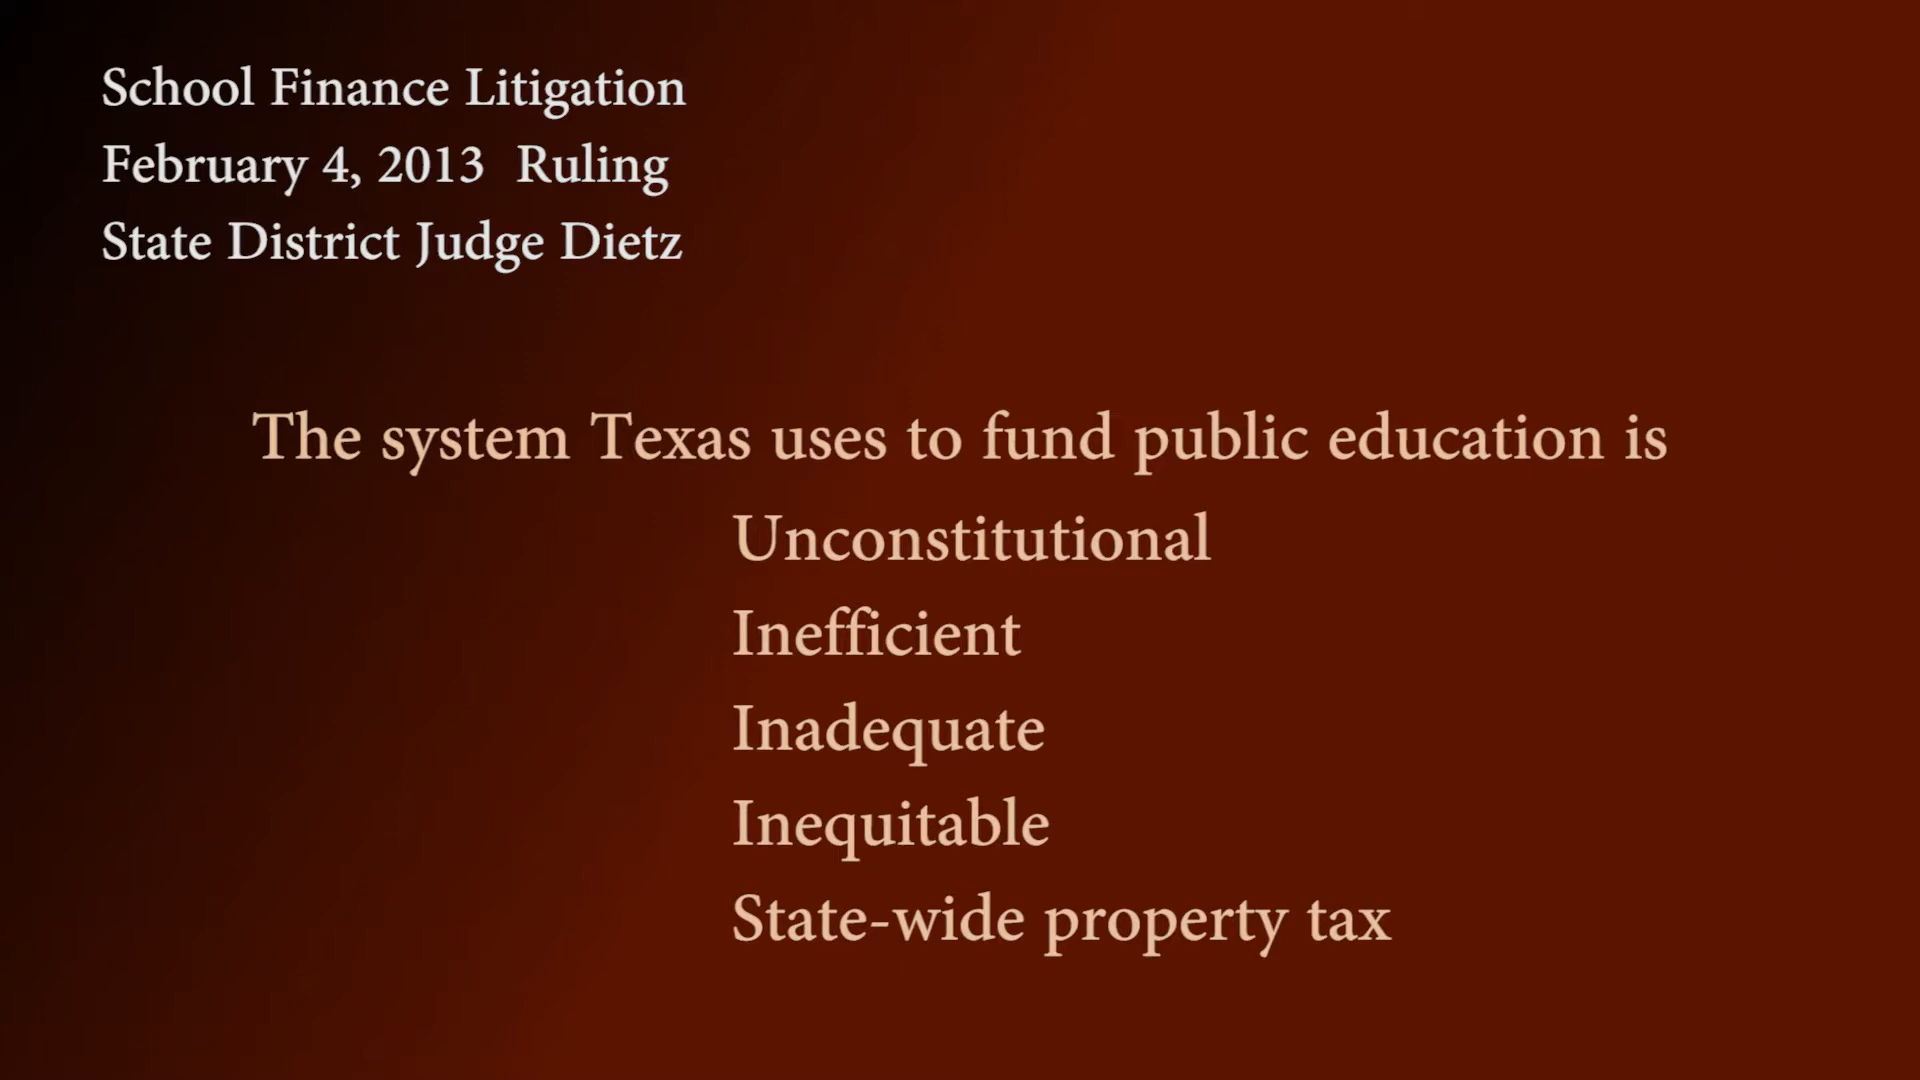 School Finance Litigation
February 4, 2013  Ruling
State District Judge Dietz
The system Texas uses to fund public education is
Unconstitutional
Inefficient
Inadequate
Inequitable
State-wide property tax